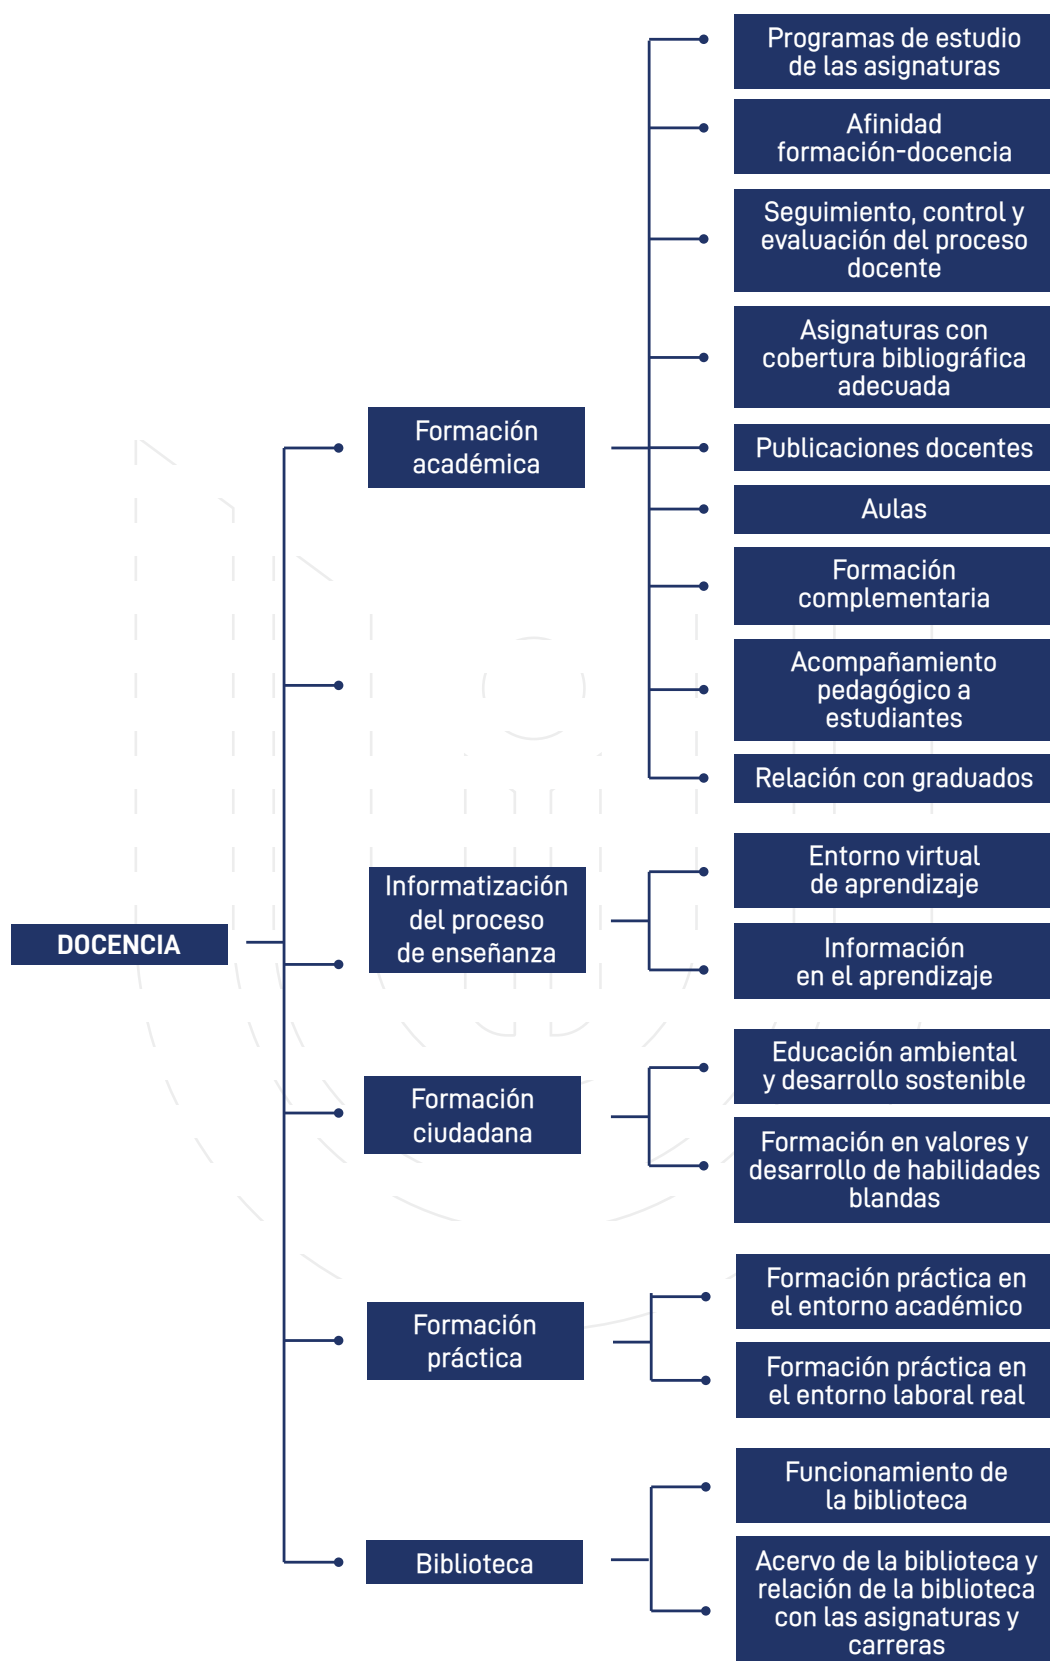 DOCENCIA
Formación
académica
Programas de estudio
de las asignaturas
Afinidad
formación-docencia
Seguimiento, control y
evaluación del proceso
docente
Asignaturas con
cobertura bibliográfica
adecuada
Publicaciones docentes
Aulas
Formación
complementaria
Acompañamiento
pedagógico a
estudiantes
Relación con graduados
Informatización
del proceso
de enseñanza
Entorno virtual
de aprendizaje
Información
en el aprendizaje
Formación
ciudadana
Educación ambiental
y desarrollo sostenible
Formación en valores y
desarrollo de habilidades
blandas
Formación
práctica
Formación práctica en
el entorno académico
Formación práctica en
el entorno laboral real
Biblioteca
Funcionamiento de
la biblioteca
Acervo de la biblioteca y
relación de la biblioteca
con las asignaturas y
carreras